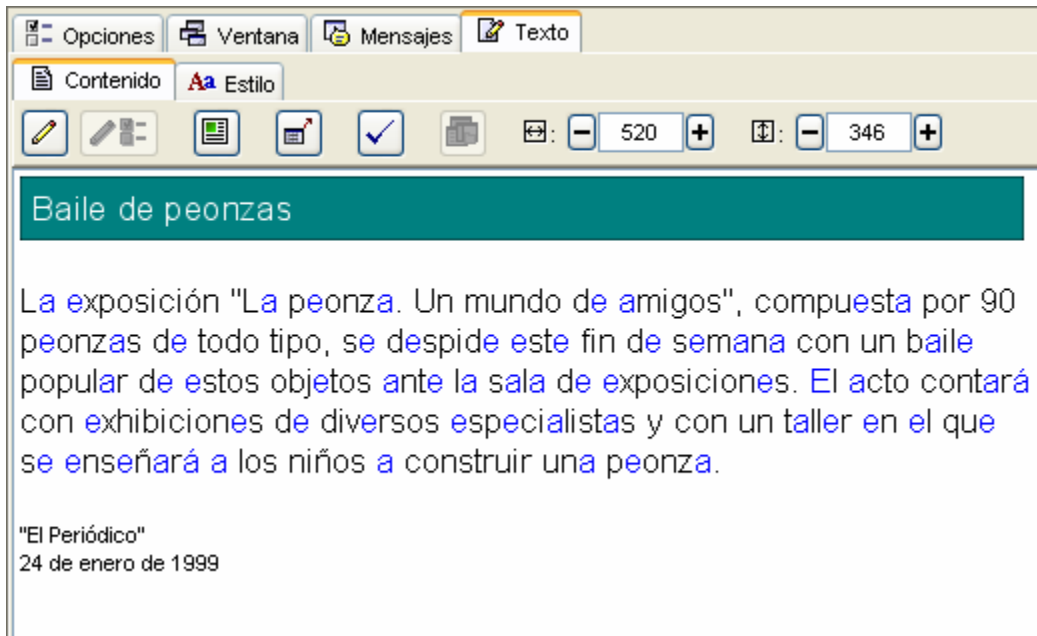 Opciones Ventana Mensajes Texto
Contenido Aa Estilo
520 346
Baile de peonzas
La exposición "La peonza. Un mundo de amigos", compuesta por 90
peonzas de todo tipo, se despide este fin de semana con un baile
popular de estos objetos ante la sala de exposiciones. El acto contará
con exhibiciones de diversos especialistas y con un taller en el que
se enseñará a los niños a construir una peonza.
"El Periódico"
24 de enero de 1999